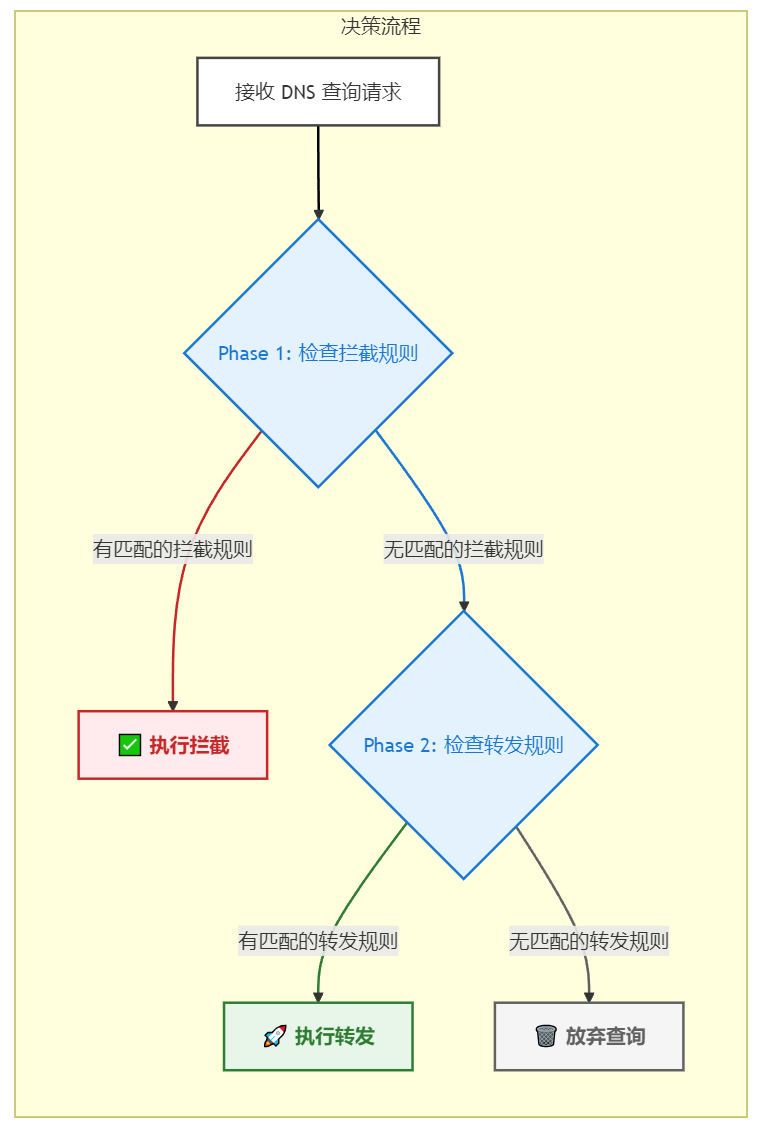 决策流程
接收 DNS 查询请求
Phase 1: 检查拦截规则
有匹配的拦截规则
无匹配的拦截规则
✅ 执行拦截
Phase 2: 检查转发规则
有匹配的转发规则
无匹配的转发规则
🚀 执行转发
🗑️ 放弃查询